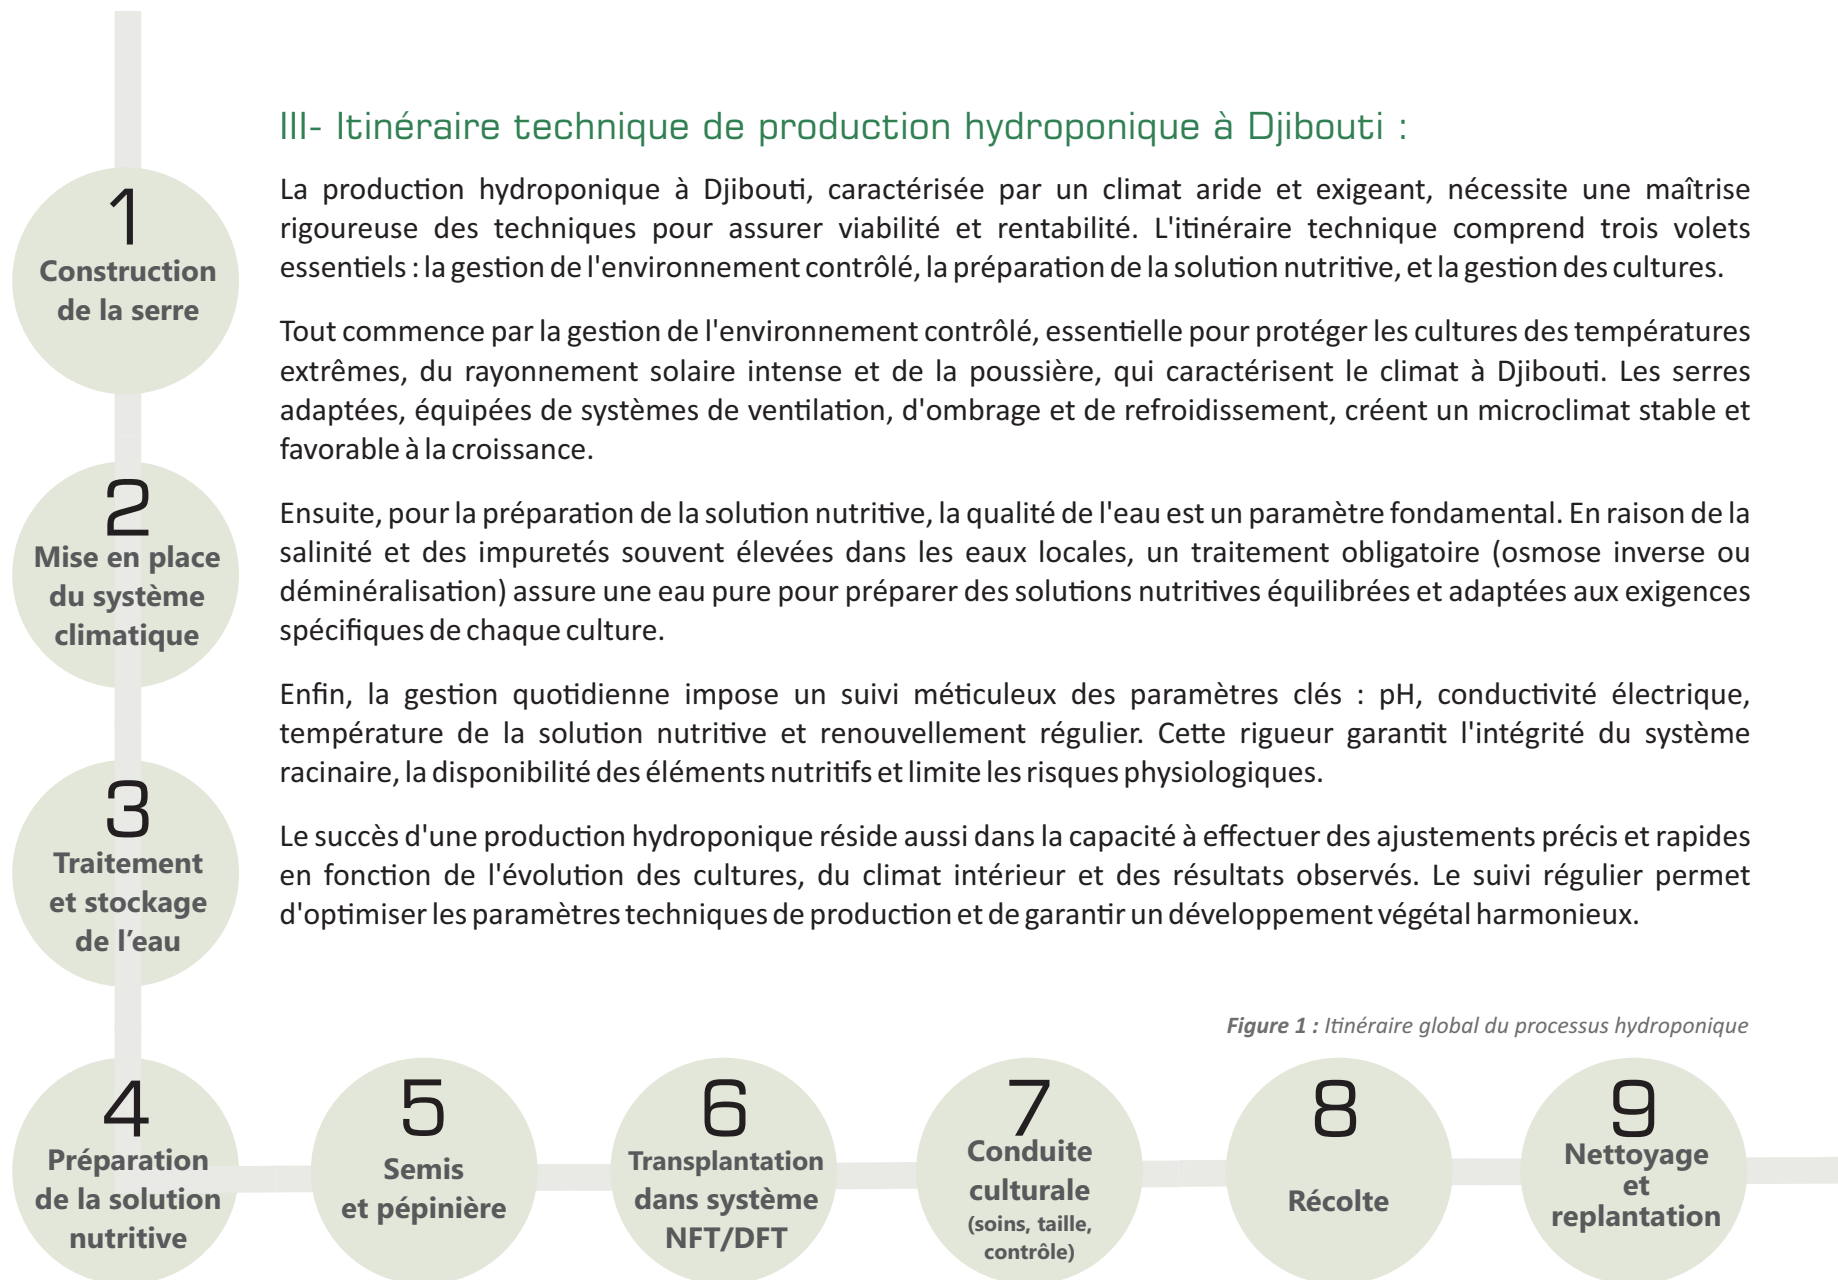 III- Itinéraire technique de production hydroponique à Djibouti :
La production hydroponique à Djibouti, caractérisée par un climat aride et exigeant, nécessite une maîtrise
rigoureuse des techniques pour assurer viabilité et rentabilité. L'itinéraire technique comprend trois volets
essentiels : la gestion de l'environnement contrôlé, la préparation de la solution nutritive, et la gestion des cultures.
Tout commence par la gestion de l'environnement contrôlé, essentielle pour protéger les cultures des températures
extrêmes, du rayonnement solaire intense et de la poussière, qui caractérisent le climat à Djibouti. Les serres
adaptées, équipées de systèmes de ventilation, d'ombrage et de refroidissement, créent un microclimat stable et
favorable à la croissance.
Ensuite, pour la préparation de la solution nutritive, la qualité de l'eau est un paramètre fondamental. En raison de la
salinité et des impuretés souvent élevées dans les eaux locales, un traitement obligatoire (osmose inverse ou
déminéralisation) assure une eau pure pour préparer des solutions nutritives équilibrées et adaptées aux exigences
spécifiques de chaque culture.
Enfin, la gestion quotidienne impose un suivi méticuleux des paramètres clés : pH, conductivité électrique,
température de la solution nutritive et renouvellement régulier. Cette rigueur garantit l'intégrité du système
racinaire, la disponibilité des éléments nutritifs et limite les risques physiologiques.
Le succès d'une production hydroponique réside aussi dans la capacité à effectuer des ajustements précis et rapides
en fonction de l'évolution des cultures, du climat intérieur et des résultats observés. Le suivi régulier permet
d'optimiser les paramètres techniques de production et de garantir un développement végétal harmonieux.
Figure 1 : Itinéraire global du processus hydroponique
1
Construction
de la serre
2
Mise en place
du système
climatique
3
Traitement
et stockage
de l’eau
4
Préparation
de la solution
nutritive
5
Semis
et pépinière
6
Transplantation
dans système
NFT/DFT
7
Conduite
culturale
(soins, taille,
contrôle)
8
Récolte
9
Nettoyage
et
replantation